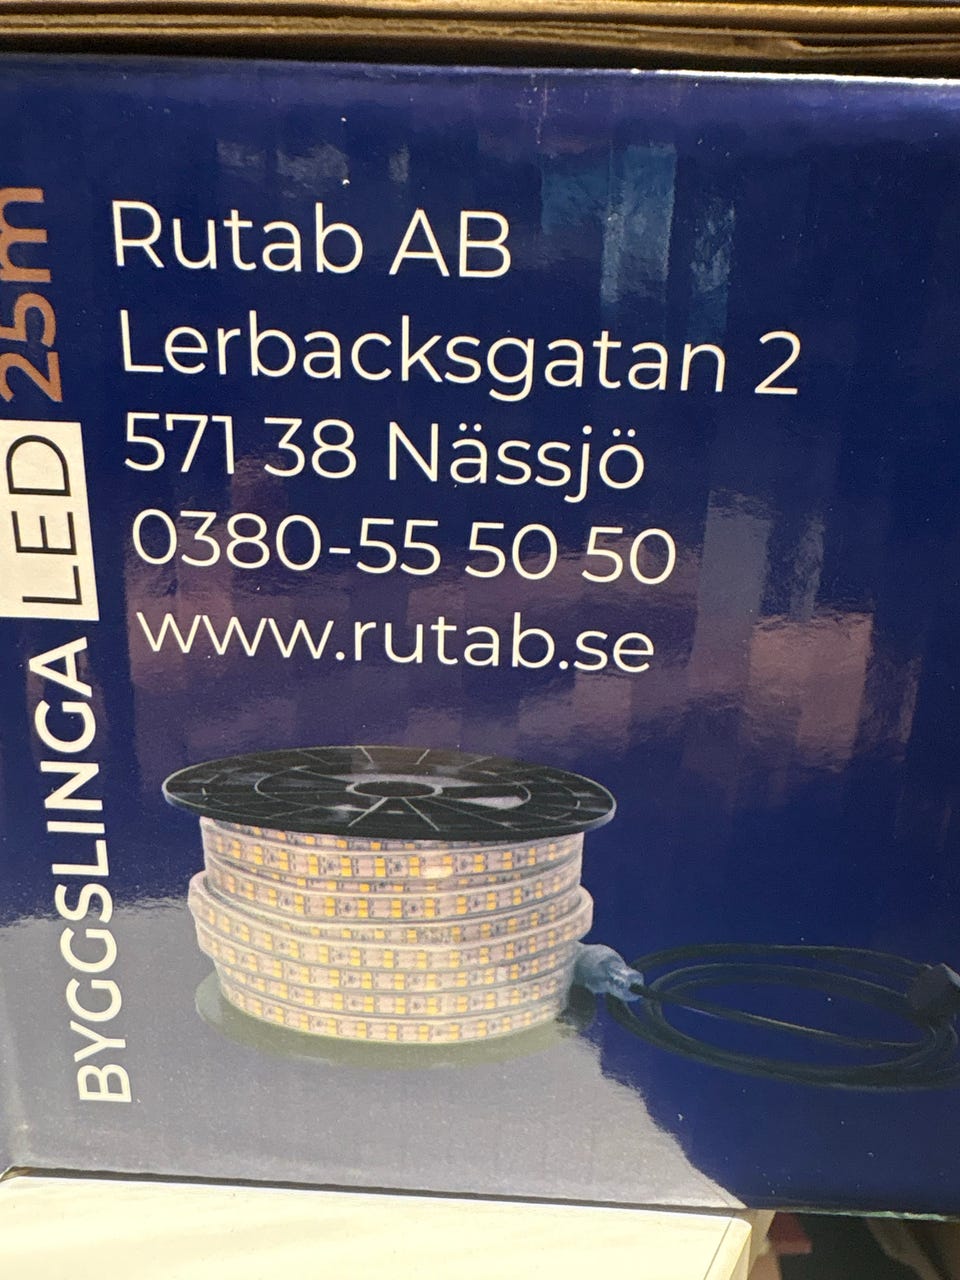 Rutab AB
Lerbacksgatan 2
571 38 Nässjö
0380-55 50 50
www.rutab.se
BYGGSLINGA LED 25m